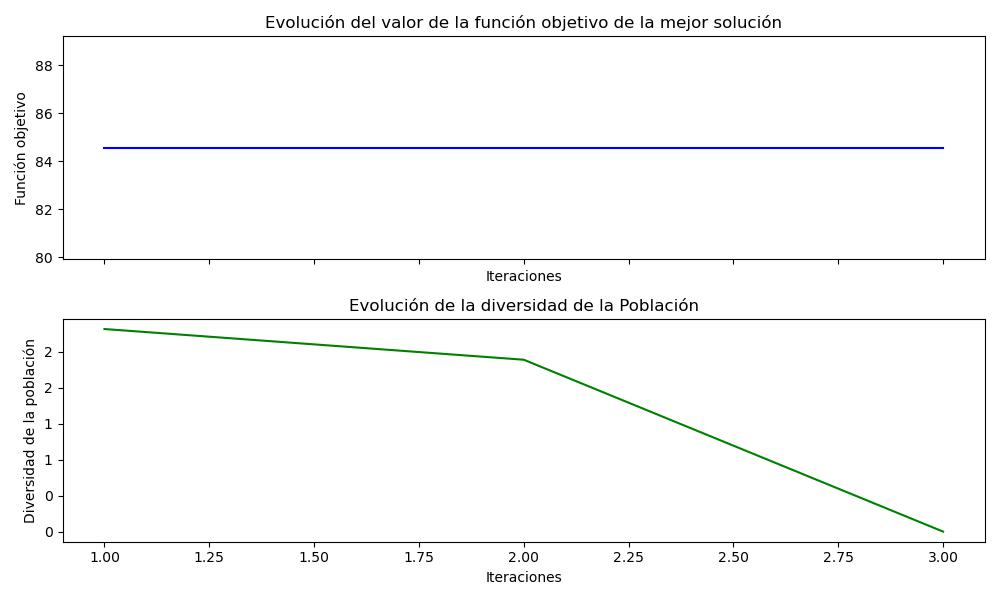 Evolución del valor de la función objetivo de la mejor solución
Función objetivo
88
86
84
82
80
Iteraciones
Evolución de la diversidad de la Población
Diversidad de la población
2
2
1
1
0
0
1.00 1.25 1.50 1.75 2.00 2.25 2.50 2.75 3.00
Iteraciones